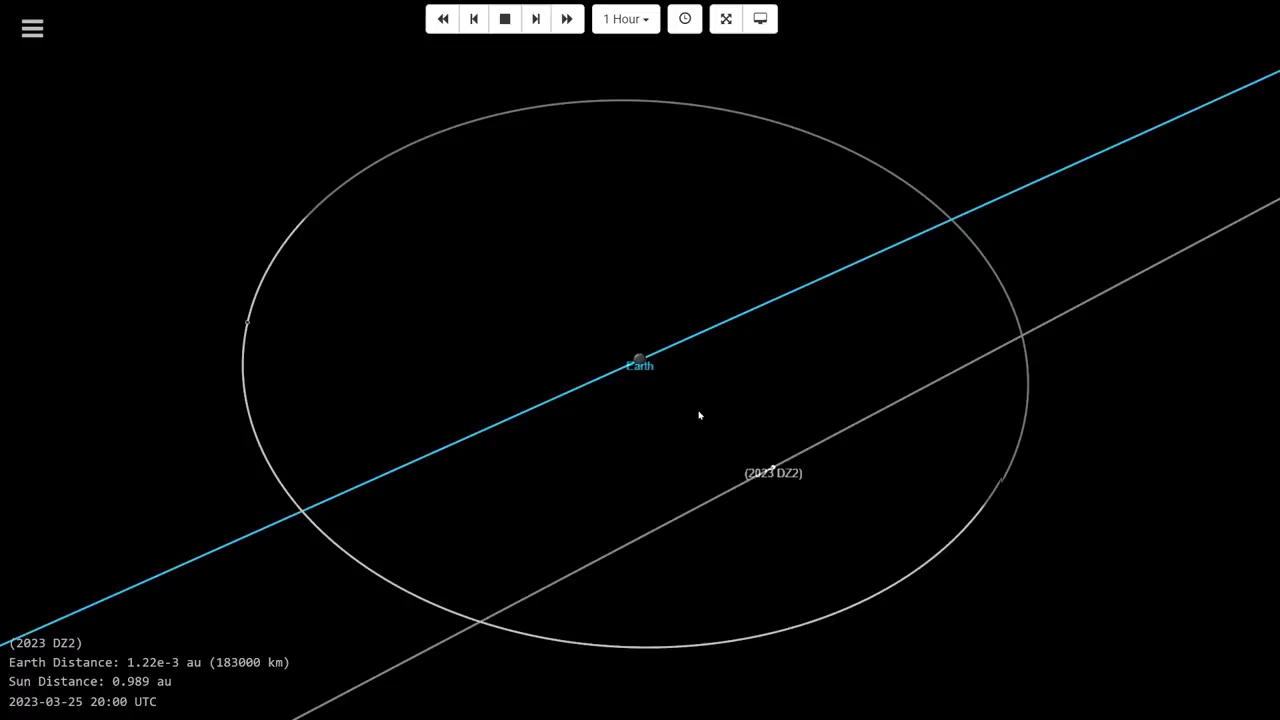 1 Hour
Earth
(2023 DZ2)
(2023 DZ2)
Earth Distance: 1.22e-3 au (183000 km)
Sun Distance: 0.989 au
2023-03-25 20:00 UTC